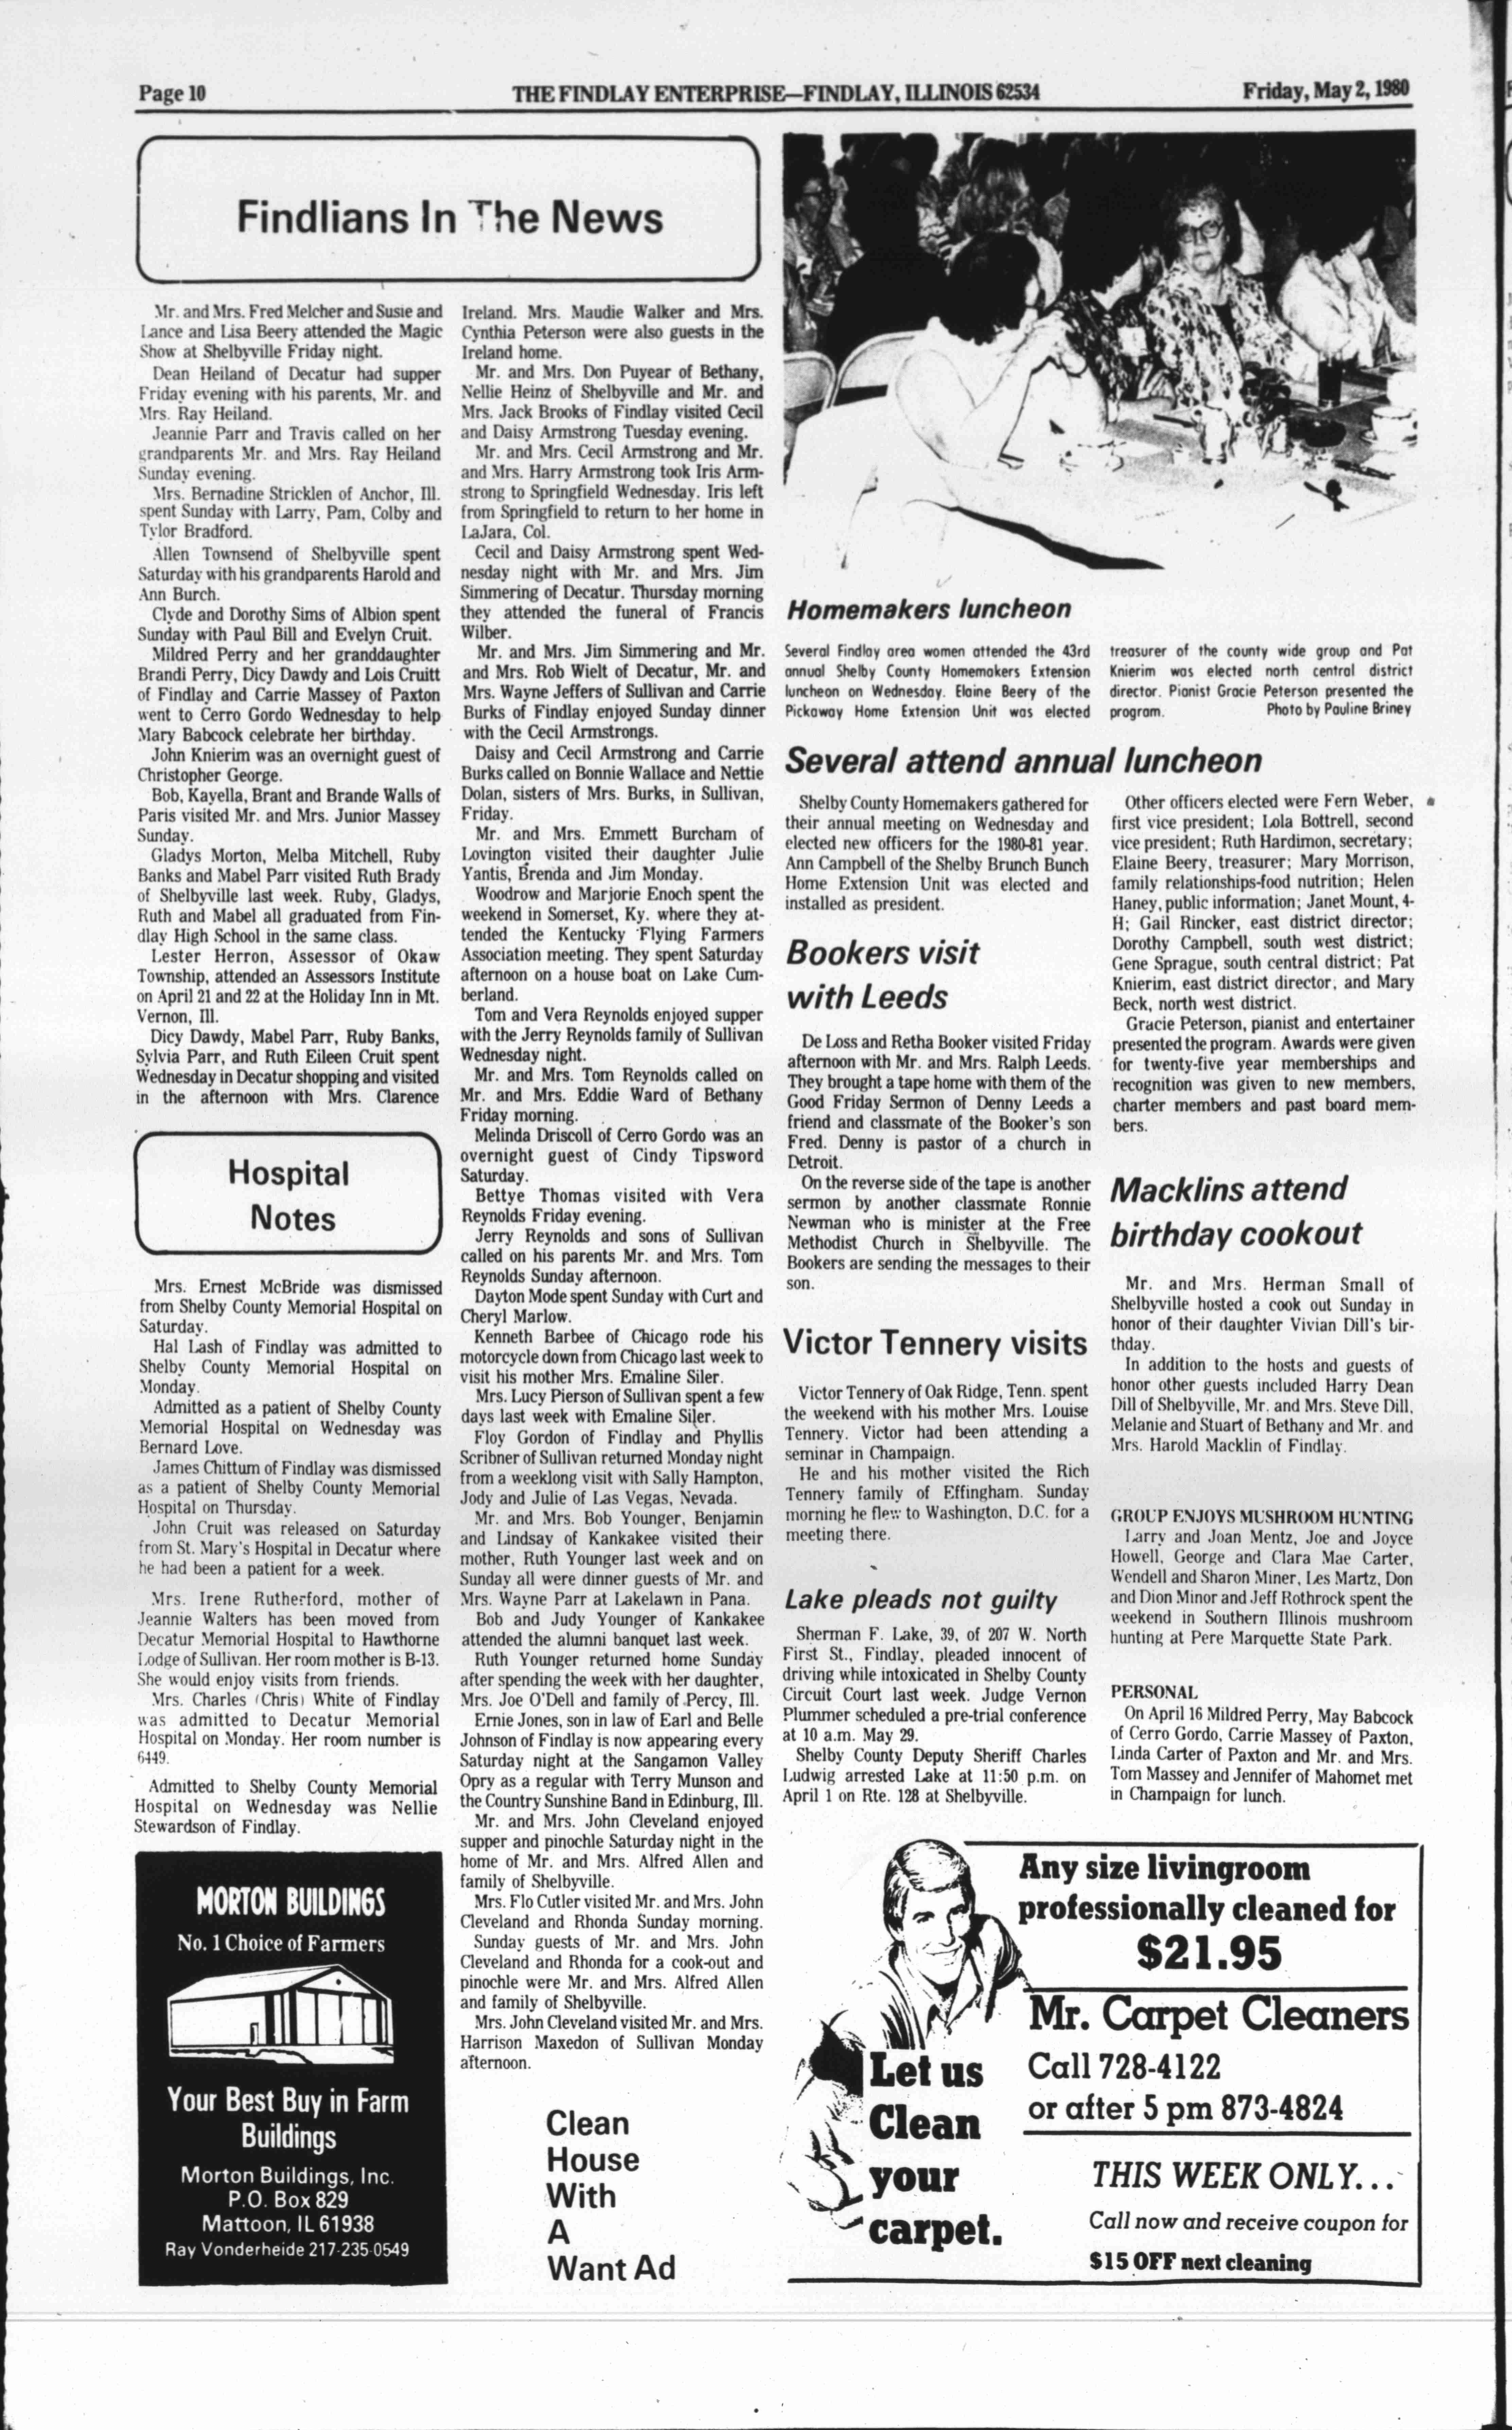 Page 10
THE FINDLAY ENTERPRISE—FINDLAY, ILLINOIS 62534
Friday, May 2, 1980
Findlians In The News
Mr. and Mrs. Fred Melcher and Susie and
Lance and Lisa Beery attended the Magic
Show at Shelbyville Friday night.
Dean Heiland of Decatur had supper
Friday evening with his parents, Mr. and
Mrs. Ray Heiland.
Jeannie Parr and Travis called on her
grandparents Mr. and Mrs. Ray Heiland
Sunday evening.
Mrs. Bernadine Stricklen of Anchor, Ill.
spent Sunday with Larry, Pam, Colby and
Tylor Bradford.
Allen Townsend of Shelbyville spent
Saturday with his grandparents Harold and
Ann Burch.
Clyde and Dorothy Sims of Albion spent
Sunday with Paul Bill and Evelyn Cruit.
Mildred Perry and her granddaughter
Brandi Perry, Dicy Dawdy and Lois Cruitt
of Findlay and Carrie Massey of Paxton
went to Cerro Gordo Wednesday to help
Mary Babcock celebrate her birthday.
John Knierim was an overnight guest of
Christopher George.
Bob, Kayella, Brant and Brande Walls of
Paris visited Mr. and Mrs. Junior Massey
Sunday.
Gladys Morton, Melba Mitchell, Ruby
Banks and Mabel Parr visited Ruth Brady
of Shelbyville last week. Ruby, Gladys,
Ruth and Mabel all graduated from Fin-
dlay High School in the same class.
Lester Herron, Assessor of Okaw
Township, attended an Assessors Institute
on April 21 and 22 at the Holiday Inn in Mt.
Vernon, Ill.
Dicy Dawdy, Mabel Parr, Ruby Banks,
Sylvia Parr, and Ruth Eileen Cruit spent
Wednesday in Decatur shopping and visited
in the afternoon with Mrs. Clarence
Ireland. Mrs. Maudie Walker and Mrs.
Cynthia Peterson were also guests in the
Ireland home.
Mr. and Mrs. Don Puyear of Bethany,
Nellie Heinz of Shelbyville and Mr. and
Mrs. Jack Brooks of Findlay visited Cecil
and Daisy Armstrong Tuesday evening.
Mr. and Mrs. Cecil Armstrong and Mr.
and Mrs. Harry Armstrong took Iris Arm-
strong to Springfield Wednesday. Iris left
from Springfield to return to her home in
LaJara, Col.
Cecil and Daisy Armstrong spent Wed-
nesday night with Mr. and Mrs. Jim
Simmering of Decatur. Thursday morning
they attended the funeral of Francis
Wilber.
Mr. and Mrs. Jim Simmering and Mr.
and Mrs. Rob Wielt of Decatur, Mr. and
Mrs. Wayne Jeffers of Sullivan and Carrie
Burks of Findlay enjoyed Sunday dinner
with the Cecil Armstrongs.
Daisy and Cecil Armstrong and Carrie
Burks called on Bonnie Wallace and Nettie
Dolan, sisters of Mrs. Burks, in Sullivan,
Friday.
Mr. and Mrs. Emmett Burcham of
Lovington visited their daughter Julie
Yantis, Brenda and Jim Monday.
Woodrow and Marjorie Enoch spent the
weekend in Somerset, Ky. where they at-
tended the Kentucky Flying Farmers
Association meeting. They spent Saturday
afternoon on a house boat on Lake Cum-
berland.
Tom and Vera Reynolds enjoyed supper
with the Jerry Reynolds family of Sullivan
Wednesday night.
Mr. and Mrs. Tom Reynolds called on
Mr. and Mrs. Eddie Ward of Bethany
Friday morning.
Melinda Driscoll of Cerro Gordo was an
overnight guest of Cindy Tipsword
Saturday.
Bettye Thomas visited with Vera
Reynolds Friday evening.
Jerry Reynolds and sons of Sullivan
called on his parents Mr. and Mrs. Tom
Reynolds Sunday afternoon.
Dayton Mode spent Sunday with Curt and
Cheryl Marlow.
Kenneth Barbee of Chicago rode his
motorcycle down from Chicago last week to
visit his mother Mrs. Emaline Siler.
Mrs. Lucy Pierson of Sullivan spent a few
days last week with Emaline Siler.
Floy Gordon of Findlay and Phyllis
Scribner of Sullivan returned Monday night
from a weeklong visit with Sally Hampton,
Jody and Julie of Las Vegas, Nevada.
Mr. and Mrs. Bob Younger, Benjamin
and Lindsay of Kankakee visited their
mother, Ruth Younger last week and on
Sunday all were dinner guests of Mr. and
Mrs. Wayne Parr at Lakelawn in Pana.
Bob and Judy Younger of Kankakee
attended the alumni banquet last week.
Ruth Younger returned home Sunday
after spending the week with her daughter,
Mrs. Joe O'Dell and family of Percy, Ill.
Ernie Jones, son in law of Earl and Belle
Johnson of Findlay is now appearing every
Saturday night at the Sangamon Valley
Opry as a regular with Terry Munson and
the Country Sunshine Band in Edinburg, Ill.
Mr. and Mrs. John Cleveland enjoyed
supper and pinochle Saturday night in the
home of Mr. and Mrs. Alfred Allen and
family of Shelbyville.
Mrs. Flo Cutler visited Mr. and Mrs. John
Cleveland and Rhonda Sunday morning.
Sunday guests of Mr. and Mrs. John
Cleveland and Rhonda for a cook-out and
pinochle were Mr. and Mrs. Alfred Allen
and family of Shelbyville.
Mrs. John Cleveland visited Mr. and Mrs.
Harrison Maxedon of Sullivan Monday
afternoon.
Hospital
Notes
Mrs. Ernest McBride was dismissed
from Shelby County Memorial Hospital on
Saturday.
Hal Lash of Findlay was admitted to
Shelby County Memorial Hospital on
Monday.
Admitted as a patient of Shelby County
Memorial Hospital on Wednesday was
Bernard Love.
James Chittum of Findlay was dismissed
as a patient of Shelby County Memorial
Hospital on Thursday.
John Cruit was released on Saturday
from St. Mary's Hospital in Decatur where
he had been a patient for a week.
Mrs. Irene Rutherford, mother of
Jeannie Walters has been moved from
Decatur Memorial Hospital to Hawthorne
Lodge of Sullivan. Her room mother is B-13.
She would enjoy visits from friends.
Mrs. Charles (Chris) White of Findlay
was admitted to Decatur Memorial
Hospital on Monday. Her room number is
6449.
Admitted to Shelby County Memorial
Hospital on Wednesday was Nellie
Stewardson of Findlay.
MORTON BUILDINGS
No. 1 Choice of Farmers
Your Best Buy in Farm
Buildings
Morton Buildings, Inc.
P.O. Box 829
Mattoon, IL 61938
Ray Vonderheide 217-235-0549
Clean
House
With
A
Want Ad
Homemakers luncheon
Several Findlay area women attended the 43rd
annual Shelby County Homemakers Extension
luncheon on Wednesday. Elaine Beery of the
Pickaway Home Extension Unit was elected
treasurer of the county wide group and Pat
Knierim was elected north central district
director. Pianist Gracie Peterson presented the
program. Photo by Pauline Briney
Several attend annual luncheon
Shelby County Homemakers gathered for
their annual meeting on Wednesday and
elected new officers for the 1980-81 year.
Ann Campbell of the Shelby Brunch Bunch
Home Extension Unit was elected and
installed as president.
Other officers elected were Fern Weber,
first vice president; Lola Bottrell, second
vice president; Ruth Hardimon, secretary;
Elaine Beery, treasurer; Mary Morrison,
family relationships-food nutrition; Helen
Haney, public information; Janet Mount, 4-
H; Gail Rincker, east district director;
Dorothy Campbell, south west district;
Gene Sprague, south central district; Pat
Knierim, east district director, and Mary
Beck, north west district.
Gracie Peterson, pianist and entertainer
presented the program. Awards were given
for twenty-five year memberships and
recognition was given to new members,
charter members and past board mem-
bers.
Bookers visit
with Leeds
De Loss and Retha Booker visited Friday
afternoon with Mr. and Mrs. Ralph Leeds.
They brought a tape home with them of the
Good Friday Sermon of Denny Leeds a
friend and classmate of the Booker's son
Fred. Denny is pastor of a church in
Detroit.
On the reverse side of the tape is another
sermon by another classmate Ronnie
Newman who is minister at the Free
Methodist Church in Shelbyville. The
Bookers are sending the messages to their
son.
Victor Tennery visits
Victor Tennery of Oak Ridge, Tenn. spent
the weekend with his mother Mrs. Louise
Tennery. Victor had been attending a
seminar in Champaign.
He and his mother visited the Rich
Tennery family of Effingham. Sunday
morning he flew to Washington, D.C. for a
meeting there.
Lake pleads not guilty
Sherman F. Lake, 39, of 207 W. North
First St., Findlay, pleaded innocent of
driving while intoxicated in Shelby County
Circuit Court last week. Judge Vernon
Plummer scheduled a pre-trial conference
at 10 a.m. May 29.
Shelby County Deputy Sheriff Charles
Ludwig arrested Lake at 11:50 p.m. on
April 1 on Rte. 128 at Shelbyville.
Macklins attend
birthday cookout
Mr. and Mrs. Herman Small of
Shelbyville hosted a cook out Sunday in
honor of their daughter Vivian Dill's bir-
thday.
In addition to the hosts and guests of
honor other guests included Harry Dean
Dill of Shelbyville, Mr. and Mrs. Steve Dill,
Melanie and Stuart of Bethany and Mr. and
Mrs. Harold Macklin of Findlay.
GROUP ENJOYS MUSHROOM HUNTING
Larry and Joan Mentz, Joe and Joyce
Howell, George and Clara Mae Carter,
Wendell and Sharon Miner, Les Martz, Don
and Dion Minor and Jeff Rothrock spent the
weekend in Southern Illinois mushroom
hunting at Pere Marquette State Park.
PERSONAL
On April 16 Mildred Perry, May Babcock
of Cerro Gordo, Carrie Massey of Paxton,
Linda Carter of Paxton and Mr. and Mrs.
Tom Massey and Jennifer of Mahomet met
in Champaign for lunch.
Any size livingroom
professionally cleaned for
$21.95
Mr. Carpet Cleaners
Call 728-4122
or after 5 pm 873-4824
Let us
Clean
your
carpet.
THIS WEEK ONLY...
Call now and receive coupon for
$15 OFF next cleaning